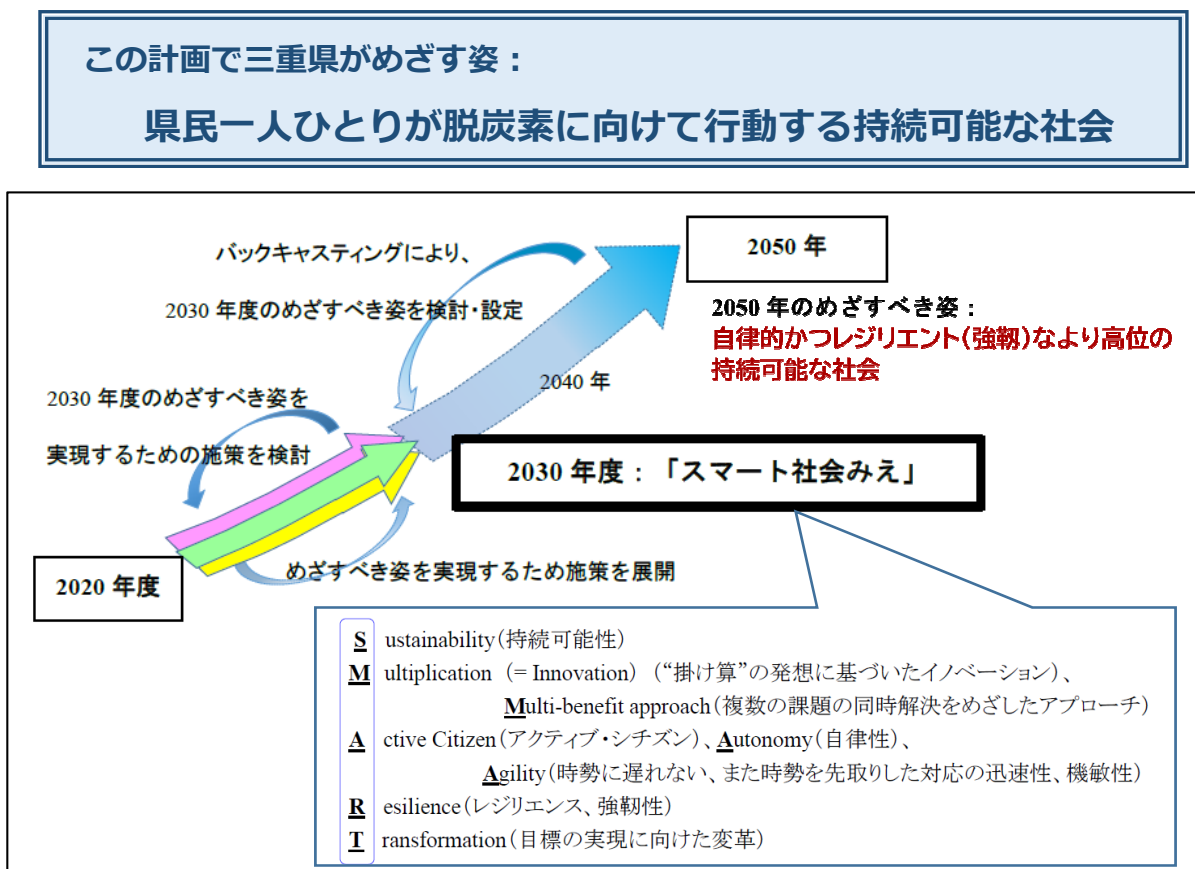 この計画で三重県がめざす姿：
県民一人ひとりが脱炭素に向けて行動する持続可能な社会
バックキャスティングにより、
2030 年度のめざすべき姿を検討・設定
2050 年
2050 年のめざすべき姿：
自律的かつレジリエント（強靭）なより高位の
持続可能な社会
2040 年
2030 年度のめざすべき姿を
実現するための施策を検討
2030 年度：「スマート社会みえ」
2020 年度
めざすべき姿を実現するため施策を展開
Sustainability（持続可能性）
Multiplication （= Innovation）（“掛け算”の発想に基づいたイノベーション）、
Multi-benefit approach（複数の課題の同時解決をめざしたアプローチ）
Active Citizen（アクティブ・シチズン）、Autonomy（自律性）、
Agility（時勢に遅れない、また時勢を先取りした対応の迅速性、機敏性）
Resilience（レジリエンス、強靭性）
Transformation（目標の実現に向けた変革）